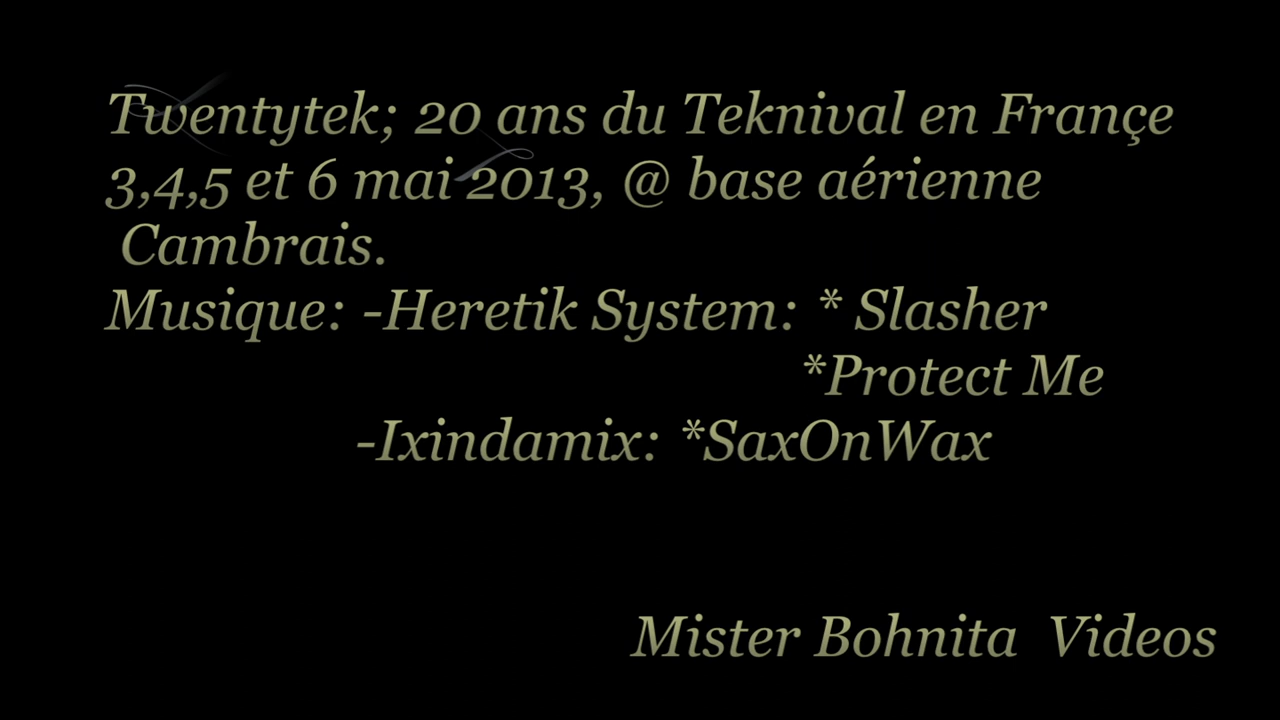 Twentytek; 20 ans du Teknival en Françe
3,4,5 et 6 mai 2013, @ base aérienne
Cambrais.
Musique: -Heretik System: * Slasher
*Protect Me
-Ixindamix: *SaxOnWax
Mister Bohnita Videos